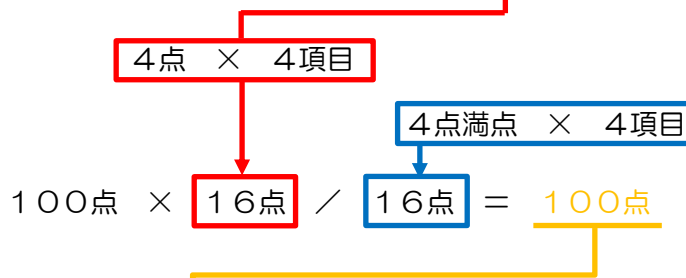 ４点　×　４項目
４点満点　×　４項目
１００点　×　１６点　／　１６点　＝　１００点